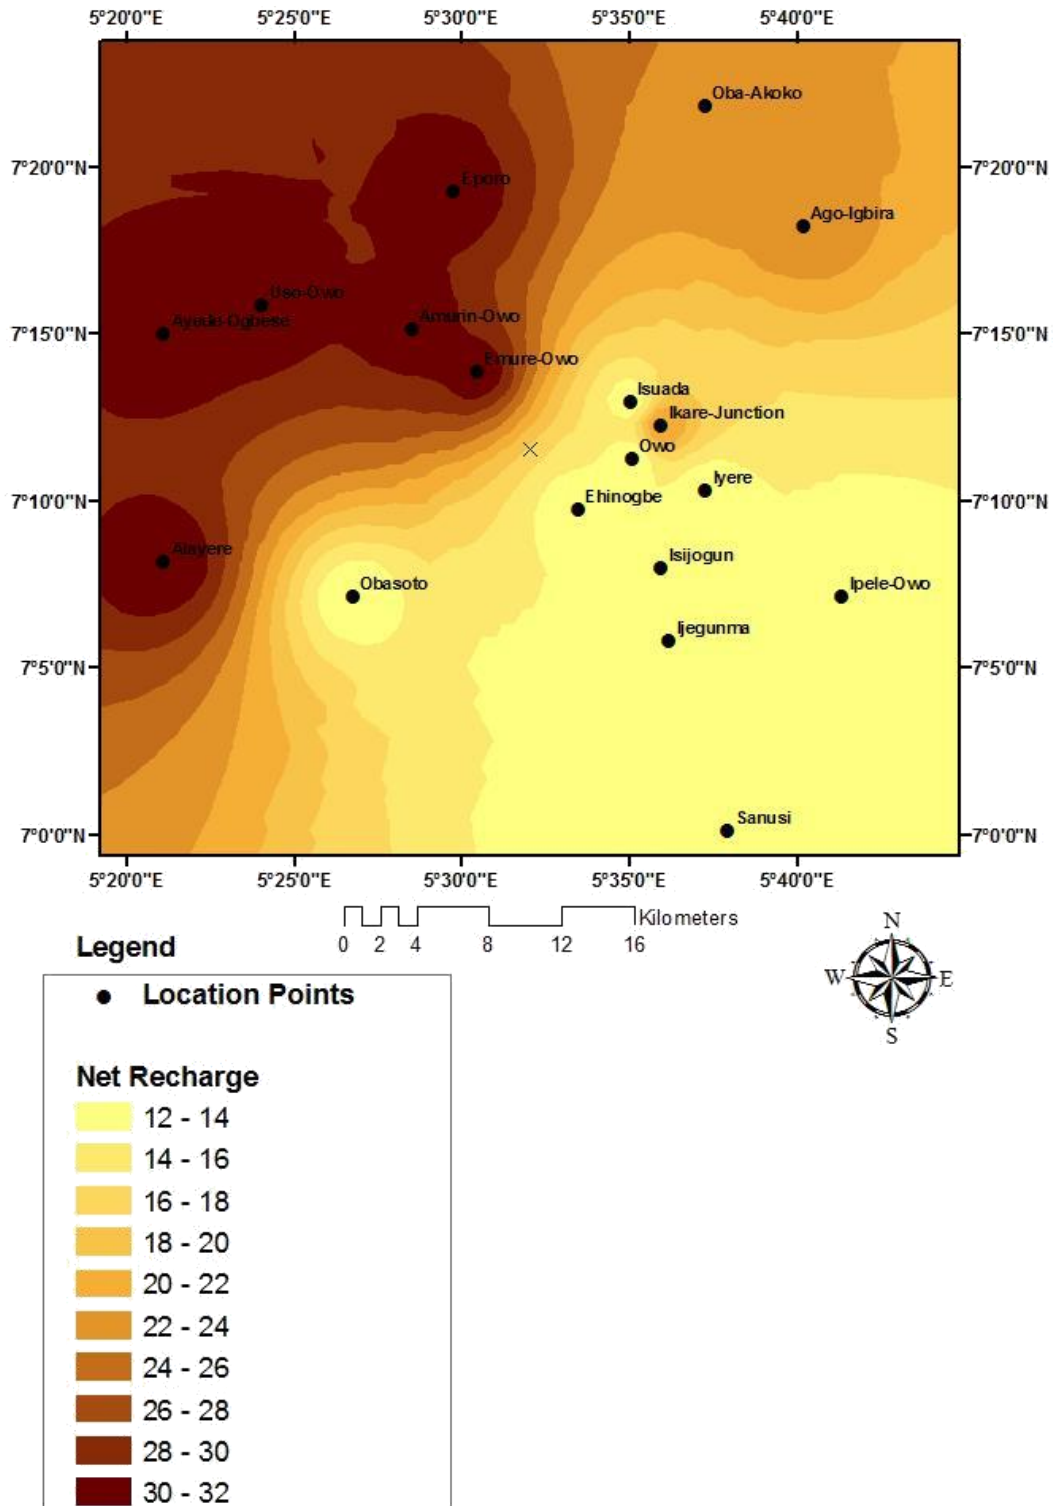 5°20'0"E 5°25'0"E 5°30'0"E 5°35'0"E 5°40'0"E
Oba-Akoko
7°20'0"N 7°20'0"N
Eporo
Ago-Igbira
Uso-Owo
Ayede-Ogbese Amurin-Owo
7°15'0"N 7°15'0"N
Emure-Owo
Isuada
Ikare-Junction
Owo
Iyere
7°10'0"N 7°10'0"N
Ehinogbe
Alayere
Isijogun
Obasoto Ipele-Owo
Ijegunma
7°5'0"N 7°5'0"N
Sanusi
7°0'0"N 7°0'0"N
5°20'0"E 5°25'0"E 5°30'0"E 5°35'0"E 5°40'0"E
Kilometers
0 2 4 8 12 16
N
W E
S
Legend
Location Points
Net Recharge
12 - 14
14 - 16
16 - 18
18 - 20
20 - 22
22 - 24
24 - 26
26 - 28
28 - 30
30 - 32